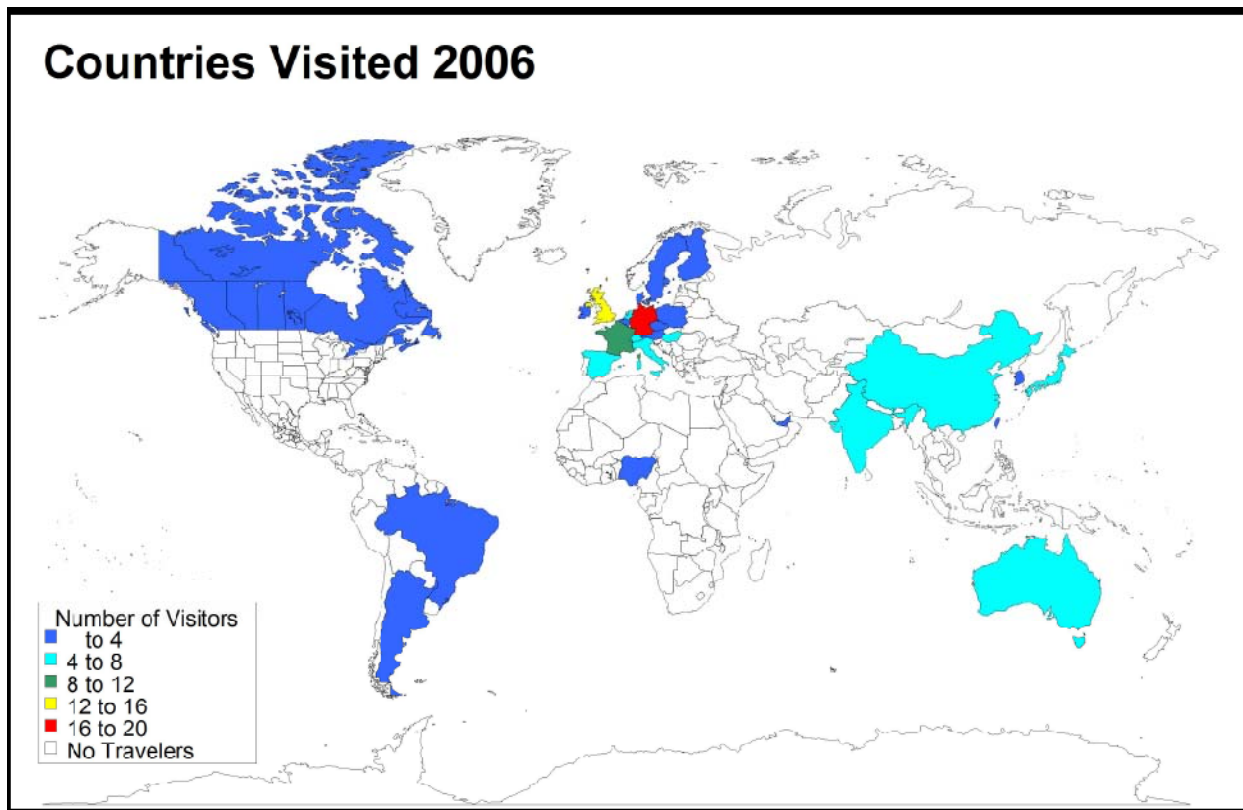 Countries Visited 2006
Number of Visitors
to 4
4 to 8
8 to 12
12 to 16
16 to 20
No Travelers